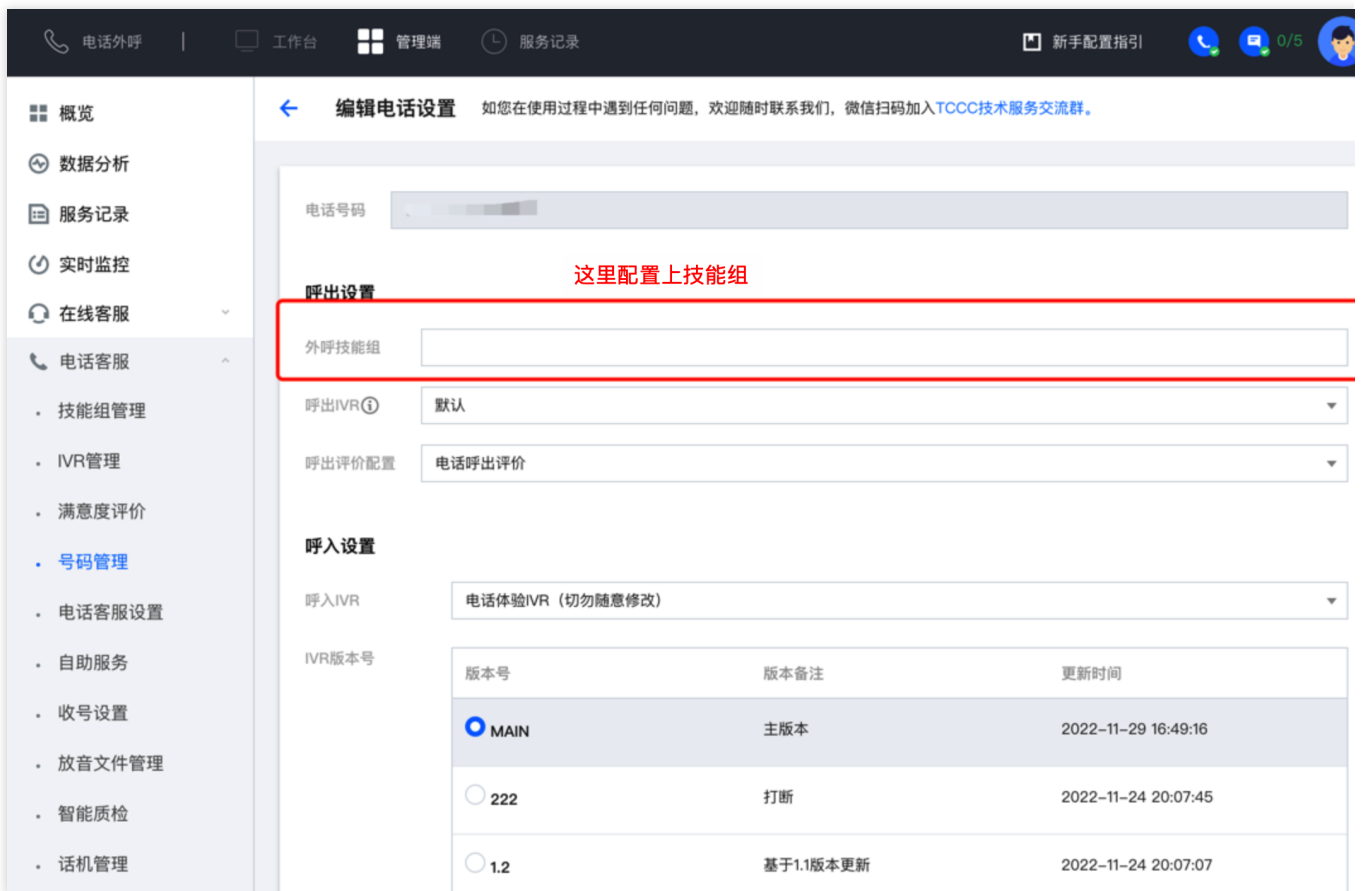 电话外呼 | 工作台 管理端 服务记录 新手配置指引 0/5
概览
数据分析
服务记录
实时监控
在线客服
电话客服
技能组管理
IVR管理
满意度评价
号码管理
电话客服设置
自助服务
收号设置
放音文件管理
智能质检
话机管理
编辑电话设置 如您在使用过程中遇到任何问题，欢迎随时联系我们，微信扫码加入TCCC技术服务交流群。
电话号码
这里配置上技能组
呼出设置
外呼技能组
呼出IVR 默认
呼出评价配置 电话呼出评价
呼入设置
呼入IVR 电话体验IVR（切勿随意修改）
IVR版本号
版本号 版本备注 更新时间
MAIN 主版本 2022-11-29 16:49:16
222 打断 2022-11-24 20:07:45
1.2 基于1.1版本更新 2022-11-24 20:07:07